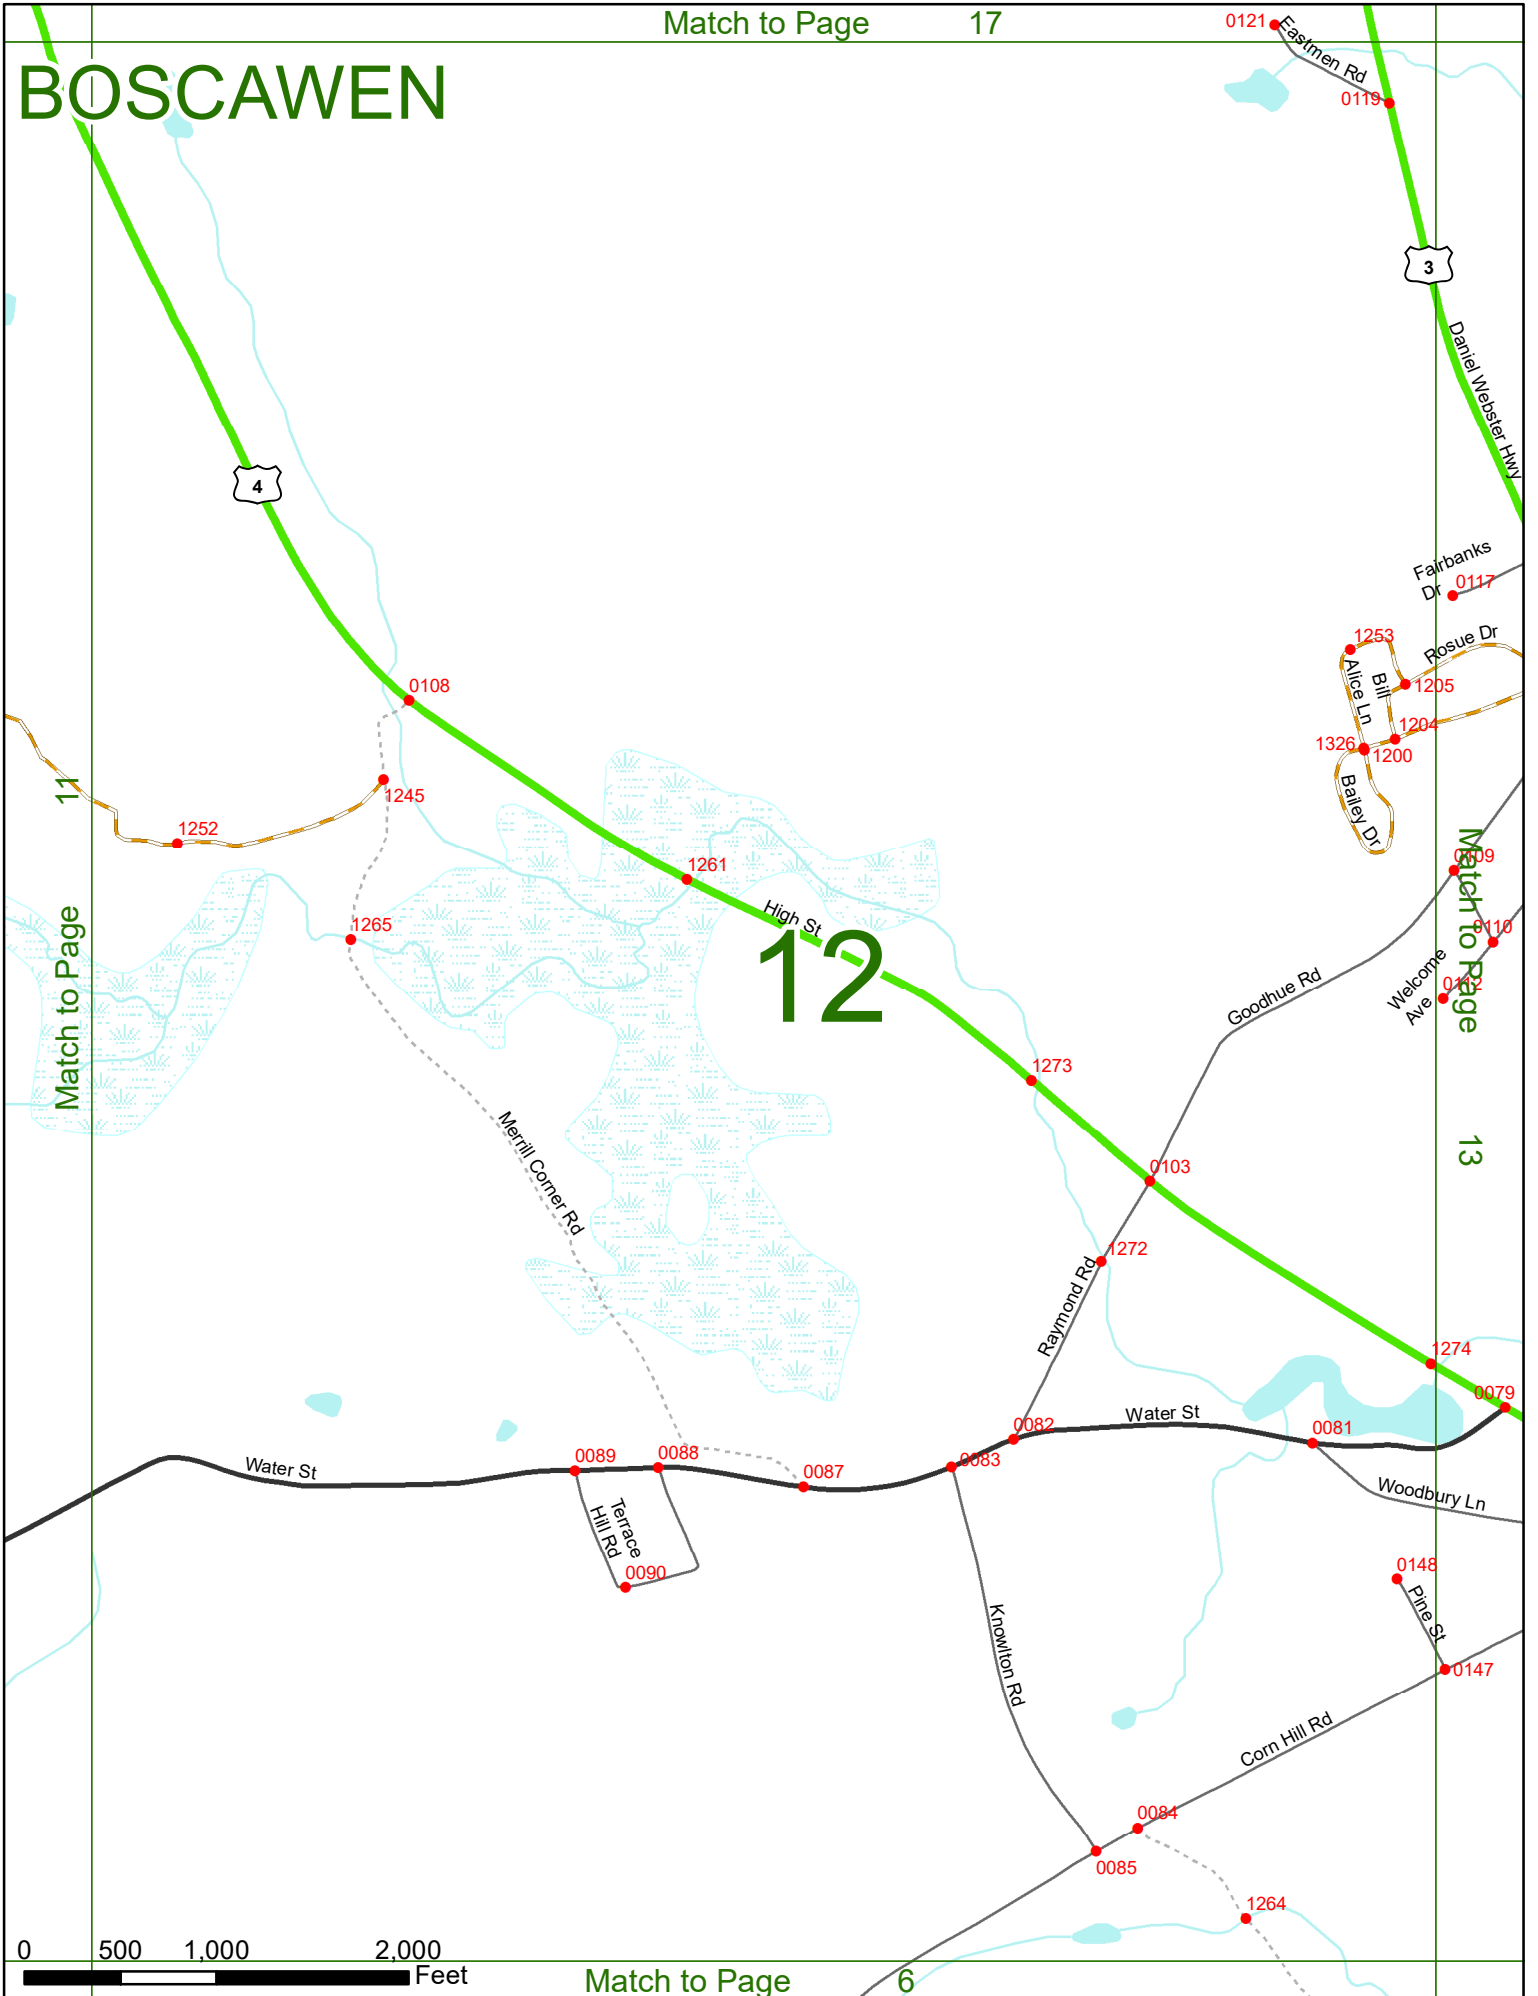 Match to Page 17
BOSCAWEN
0121
Eastmen Rd
0119
3
Daniel Webster Hwy
4
Fairbanks
Dr
0117
1253
Rosue Dr
Alice Ln
Bill
1205
0108
1204
1326
1200
1245
Bailey Dr
11
Match to Page
1252
1261
0109
High St
12
1265
0110
Match to Page
13
Welcome
Ave
0112
Goodhue Rd
1273
Merrill Corner Rd
0103
1272
Raymond Rd
1274
0079
Water St
0082
0081
0083
Water St
0089
0088
0087
Woodbury Ln
Terrace
Hill Rd
0090
0148
Pine St
Knowlton Rd
0147
Corn Hill Rd
0084
0085
1264
0 500 1,000 2,000
Feet
Match to Page 6